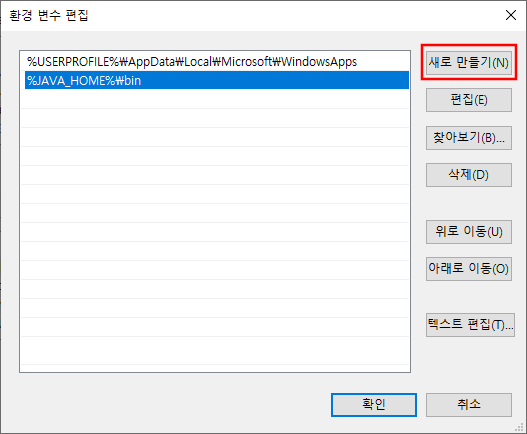 환경 변수 편집
%USERPROFILE%₩AppData₩Local₩Microsoft₩WindowsApps
%JAVA_HOME%₩bin
새로 만들기(N)
편집(E)
찾아보기(B)...
삭제(D)
위로 이동(U)
아래로 이동(O)
텍스트 편집(T)...
확인
취소